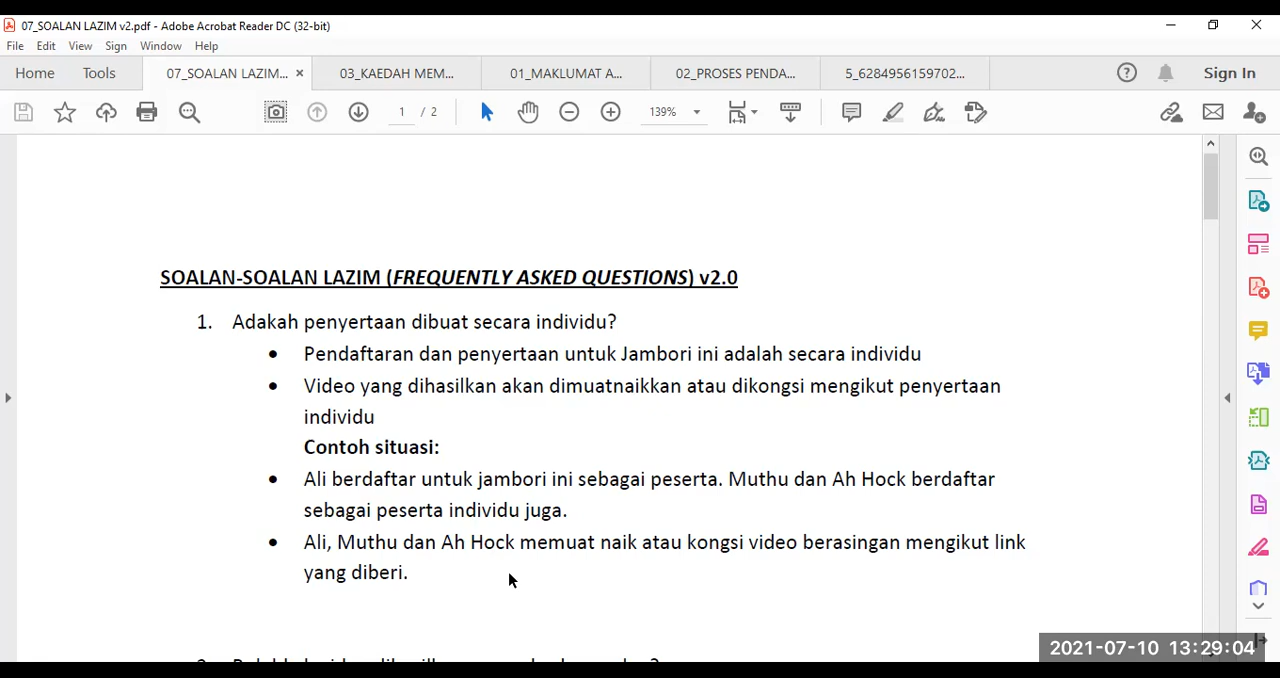 07_SOALAN LAZIM v2.pdf - Adobe Acrobat Reader DC (32-bit)
File Edit View Sign Window Help
Home Tools 07_SOALAN LAZIM... × 03_KAEDAH MEM... 01_MAKLUMAT A... 02_PROSES PENDA... 5_6284956159702... Sign In
1 / 2 139%
SOALAN-SOALAN LAZIM (FREQUENTLY ASKED QUESTIONS) v2.0
1. Adakah penyertaan dibuat secara individu?
• Pendaftaran dan penyertaan untuk Jambori ini adalah secara individu
• Video yang dihasilkan akan dimuatnaikkan atau dikongsi mengikut penyertaan
individu
Contoh situasi:
• Ali berdaftar untuk jambori ini sebagai peserta. Muthu dan Ah Hock berdaftar
sebagai peserta individu juga.
• Ali, Muthu dan Ah Hock memuat naik atau kongsi video berasingan mengikut link
yang diberi.
2021-07-10 13:29:04